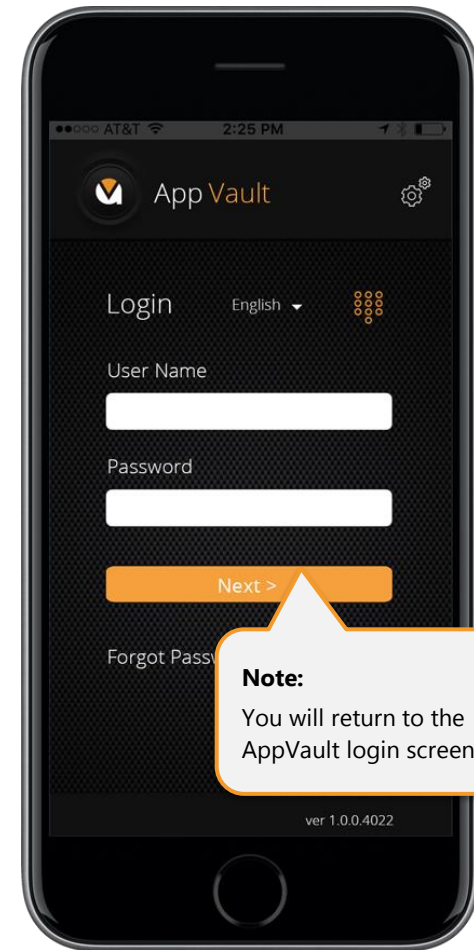 AT&T 2:25 PM
App Vault
Login English
User Name
Password
Next >
Forgot Pass
Note:
You will return to the
AppVault login screen
ver 1.0.0.4022